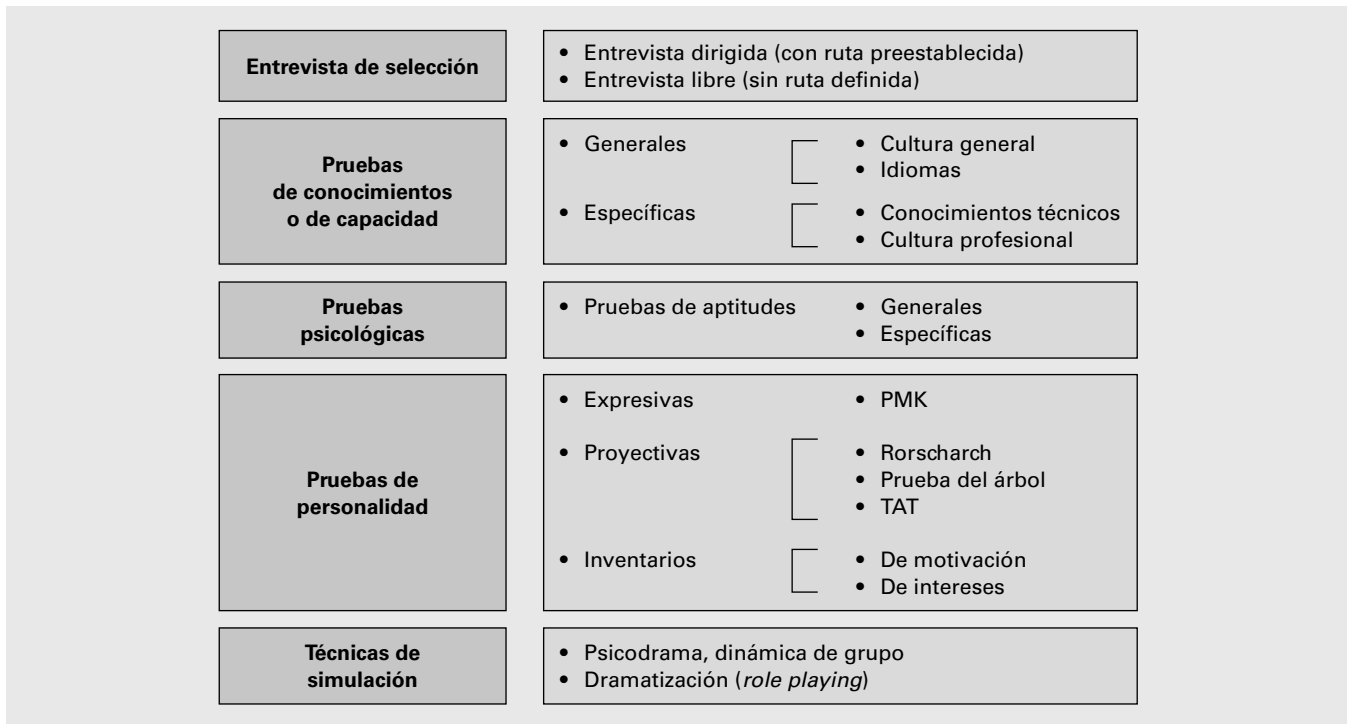 Entrevista de selección
• Entrevista dirigida (con ruta preestablecida)
• Entrevista libre (sin ruta definida)
Pruebas
de conocimientos
o de capacidad
• Generales
• Cultura general
• Idiomas
• Específicas
• Conocimientos técnicos
• Cultura profesional
Pruebas
psicológicas
• Pruebas de aptitudes
• Generales
• Específicas
Pruebas de
personalidad
• Expresivas
• PMK
• Proyectivas
• Rorscharch
• Prueba del árbol
• TAT
• Inventarios
• De motivación
• De intereses
Técnicas de
simulación
• Psicodrama, dinámica de grupo
• Dramatización (role playing)